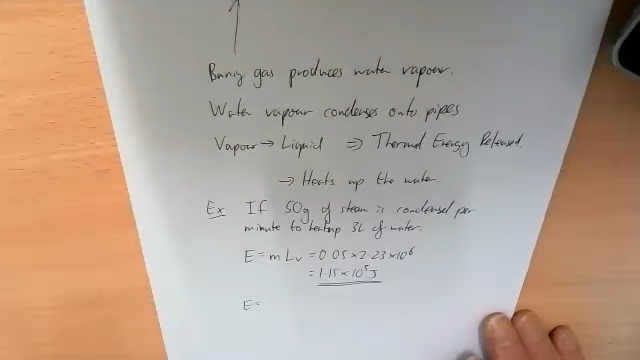 Burning gas produces water vapour.
Water vapour condenses onto pipes
Vapour → Liquid ⇒ Thermal Energy Released.
→ Heats up the water.
Ex If 50g of steam is condensed per
minute to heat up 3L of water.
E = m Lv = 0.05 × 2.23 × 10⁶
= 1.15 × 10⁵ J
E =